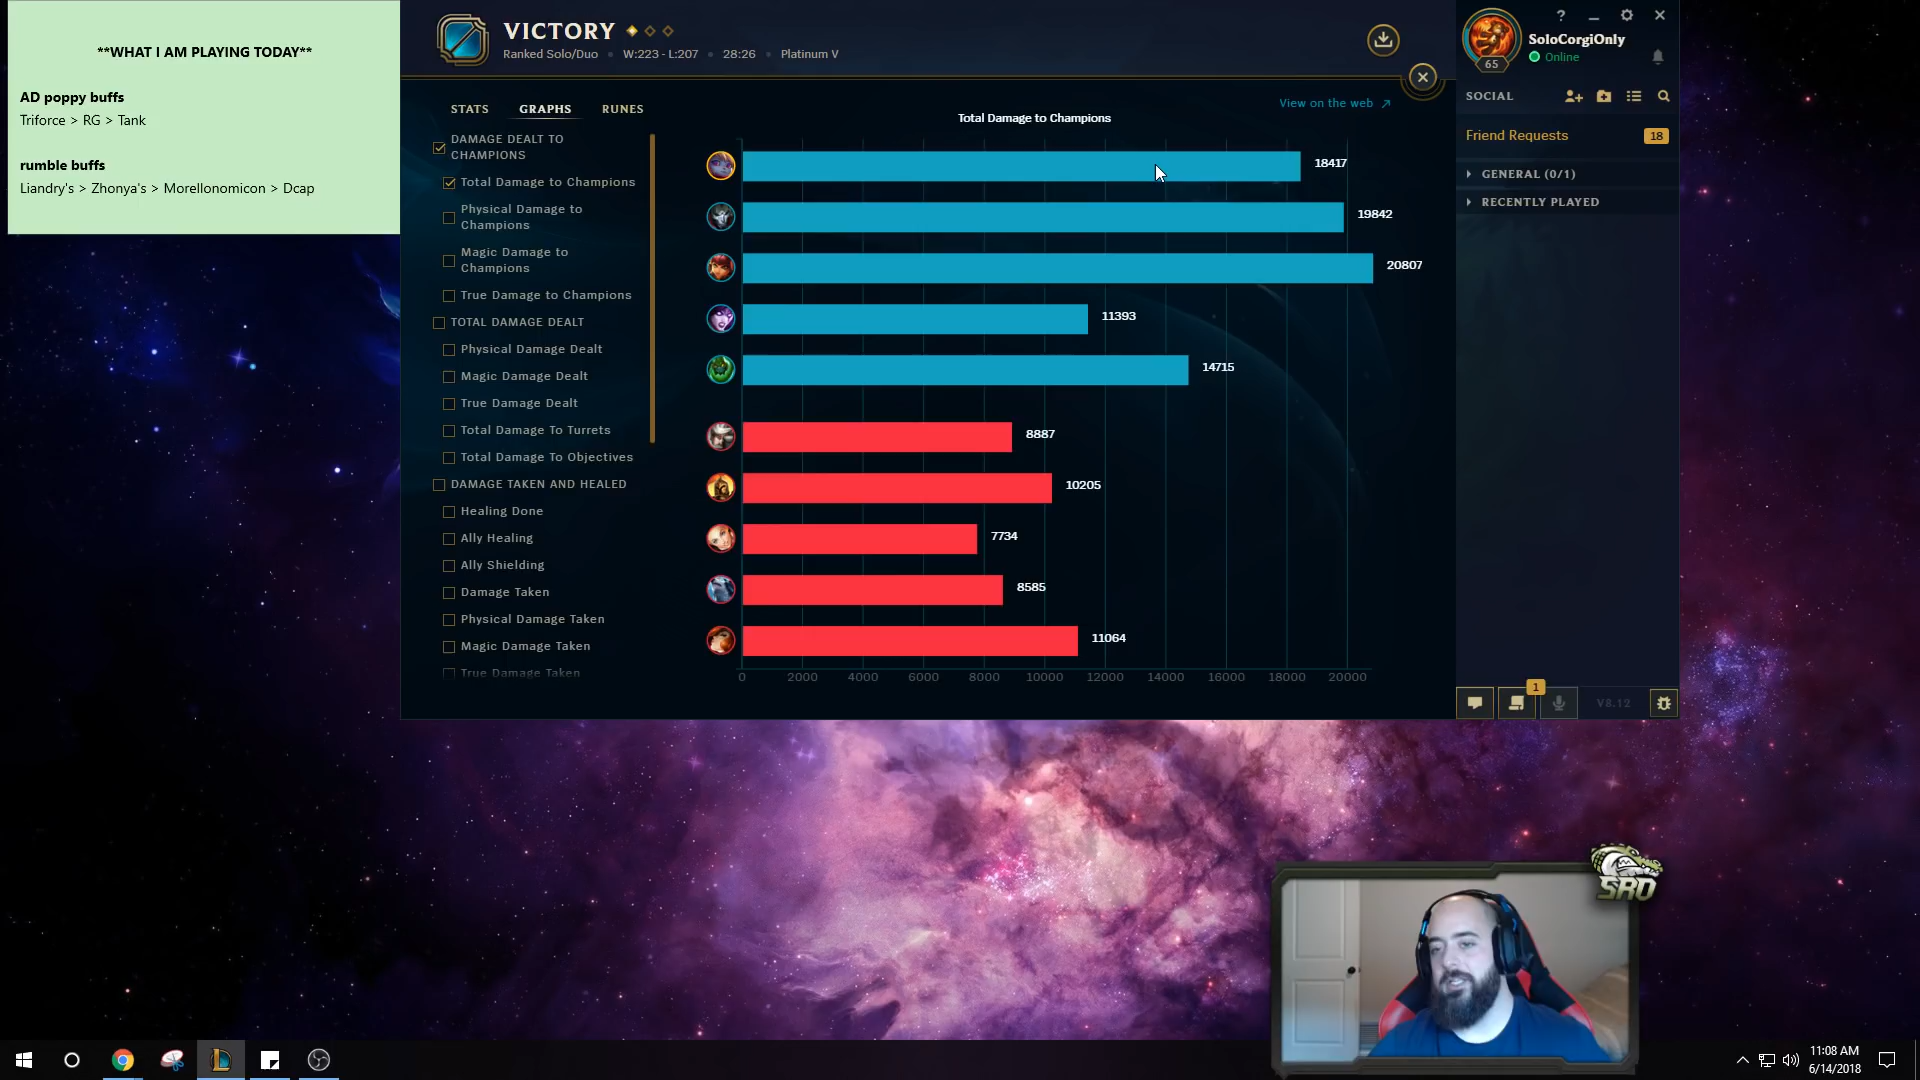 **WHAT I AM PLAYING TODAY**
AD poppy buffs
Triforce > RG > Tank
rumble buffs
Liandry's > Zhonya's > Morellonomicon > Dcap
VICTORY
Ranked Solo/Duo • W:223 - L:207 • 28:26 • Platinum V
STATS GRAPHS RUNES
View on the web
DAMAGE DEALT TO
CHAMPIONS
Total Damage to Champions
Physical Damage to
Champions
Magic Damage to
Champions
True Damage to Champions
TOTAL DAMAGE DEALT
Physical Damage Dealt
Magic Damage Dealt
True Damage Dealt
Total Damage To Turrets
Total Damage To Objectives
DAMAGE TAKEN AND HEALED
Healing Done
Ally Healing
Ally Shielding
Damage Taken
Physical Damage Taken
Magic Damage Taken
True Damage Taken
Total Damage to Champions
18417
19842
20807
11393
14715
8887
10205
7734
8585
11064
0 2000 4000 6000 8000 10000 12000 14000 16000 18000 20000
?
65
SoloCorgiOnly
Online
SOCIAL
Friend Requests 18
GENERAL (0/1)
RECENTLY PLAYED
1
V8.12
SRO
11:08 AM
6/14/2018